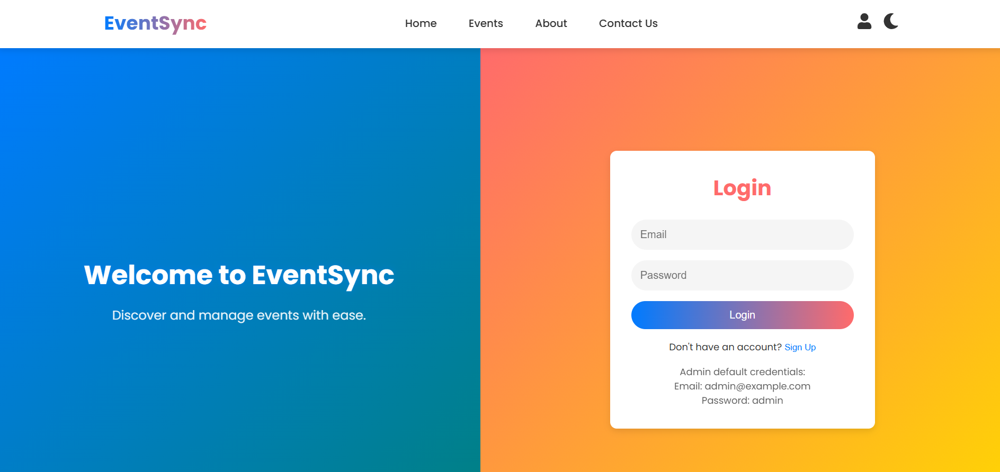 EventSync
Home
Events
About
Contact Us
Welcome to EventSync
Discover and manage events with ease.
Login
Email
Password
Login
Don't have an account? Sign Up
Admin default credentials:
Email: admin@example.com
Password: admin